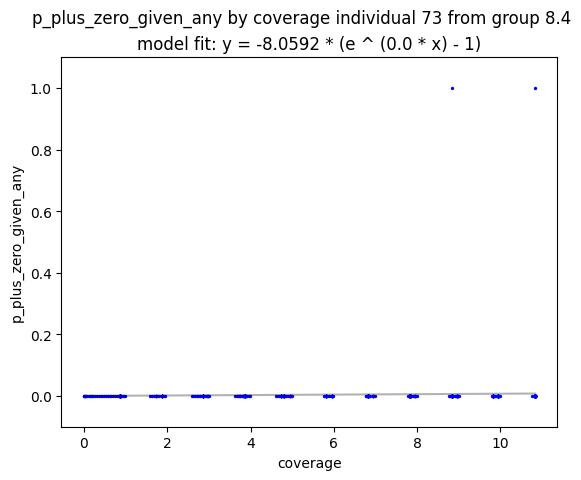 p_plus_zero_given_any by coverage individual 73 from group 8.4
model fit: y = -8.0592 * (e ^ (0.0 * x) - 1)
1.0
0.8
0.6
0.4
0.2
0.0
p_plus_zero_given_any
0 2 4 6 8 10
coverage